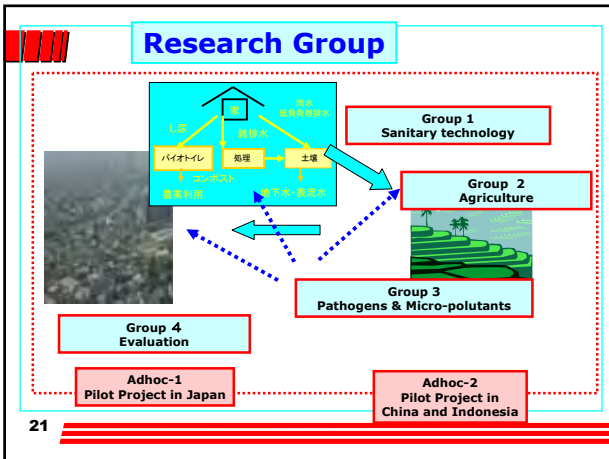 Research Group
家
雨水
低負荷雑排水
し尿
雑排水
バイオトイレ
処理
土壌
コンポスト
農業利用
地下水・表流水
Group 1
Sanitary technology
Group 2
Agriculture
Group 3
Pathogens & Micro-polutants
Group 4
Evaluation
Adhoc-1
Pilot Project in Japan
Adhoc-2
Pilot Project in
China and Indonesia
21